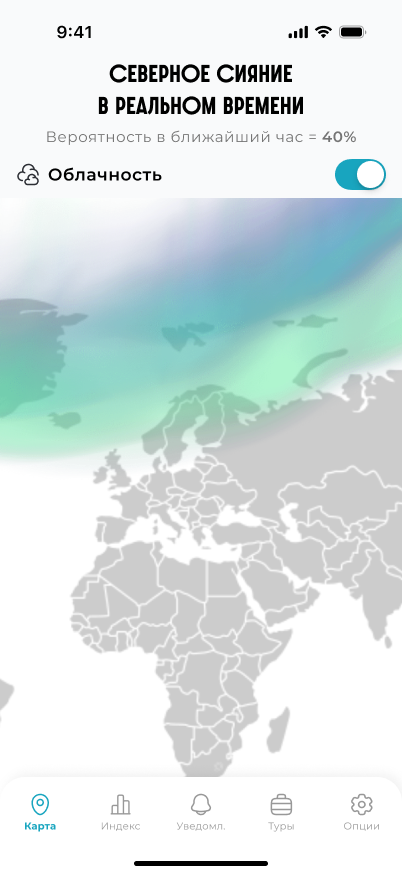 9:41
СЕВЕРНОЕ СИЯНИЕ
В РЕАЛЬНОМ ВРЕМЕНИ
Вероятность в ближайший час = 40%
Облачность
Карта
Индекс
Уведомл.
Туры
Опции